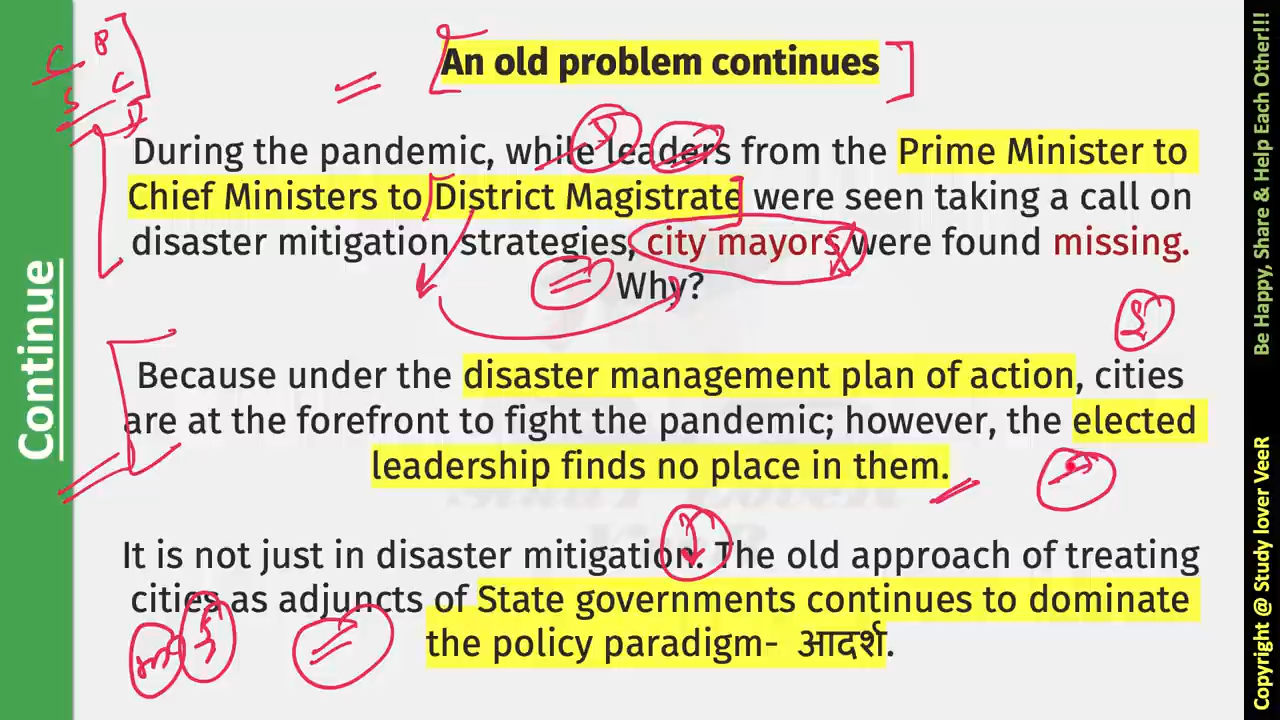 An old problem continues
During the pandemic, while leaders from the Prime Minister to
Chief Ministers to District Magistrate were seen taking a call on
disaster mitigation strategies, city mayors were found missing.
Why?
Because under the disaster management plan of action, cities
are at the forefront to fight the pandemic; however, the elected
leadership finds no place in them.
It is not just in disaster mitigation. The old approach of treating
cities as adjuncts of State governments continues to dominate
the policy paradigm- आदर्श.
Continue
Be Happy, Share & Help Each Other!!!
Copyright @ Study lover VeeR